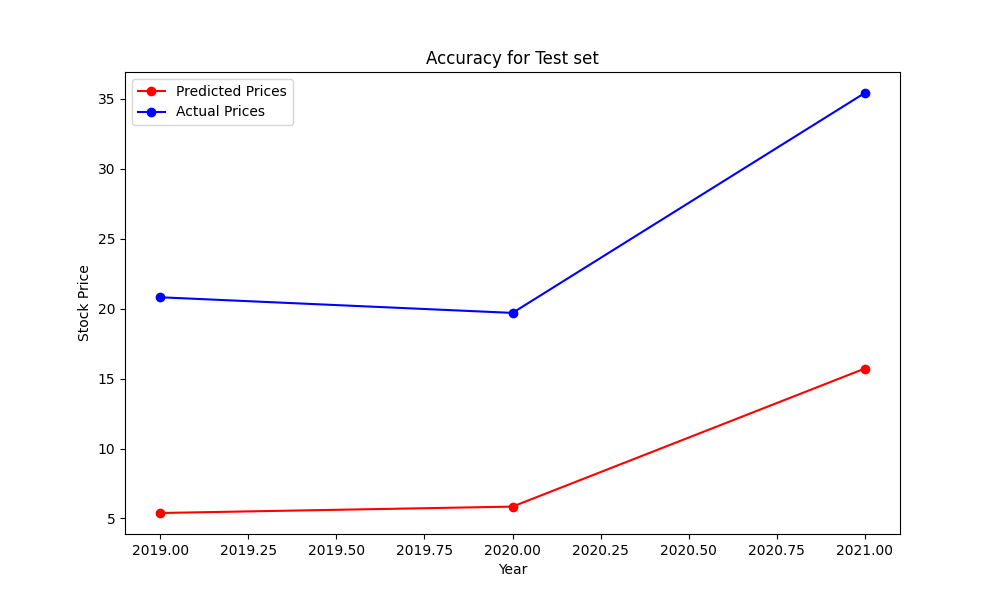 Accuracy for Test set
Predicted Prices
Actual Prices
35
30
25
20
15
10
5
Stock Price
2019.00 2019.25 2019.50 2019.75 2020.00 2020.25 2020.50 2020.75 2021.00
Year